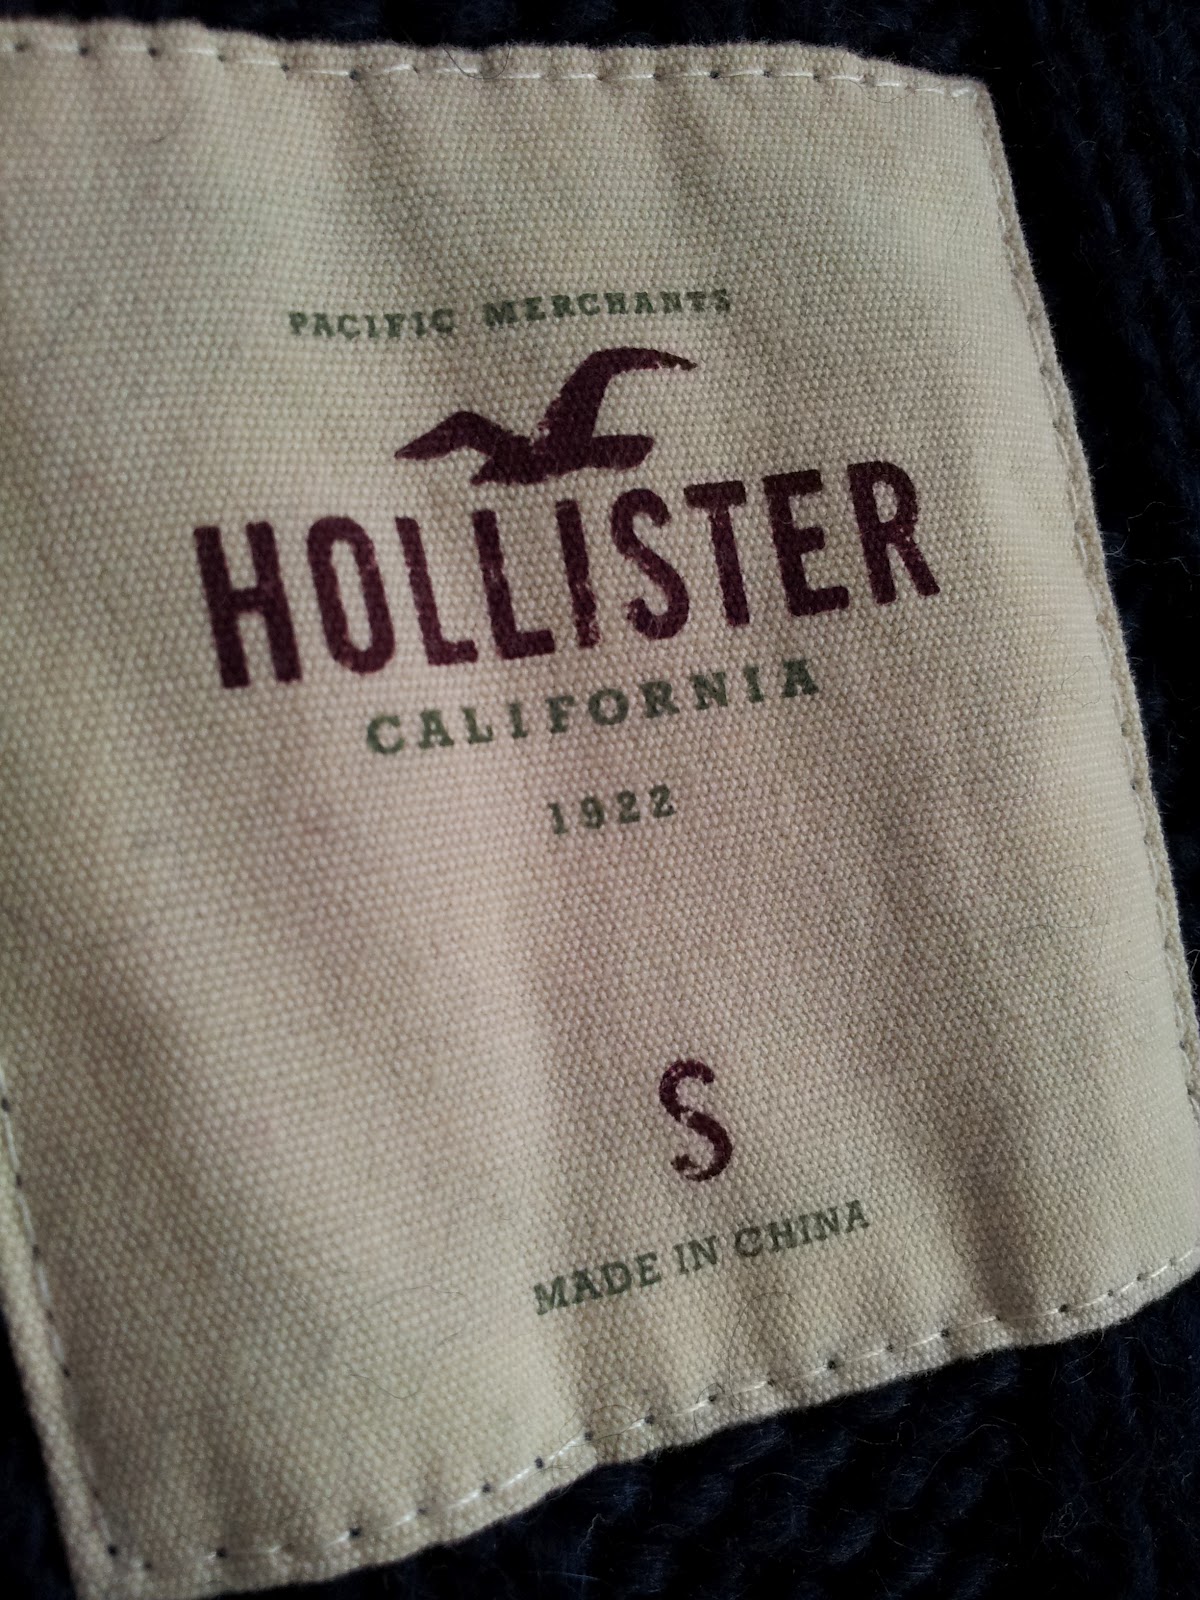 PACIFIC MERCHANTS
HOLLISTER
CALIFORNIA
1922
S
MADE IN CHINA